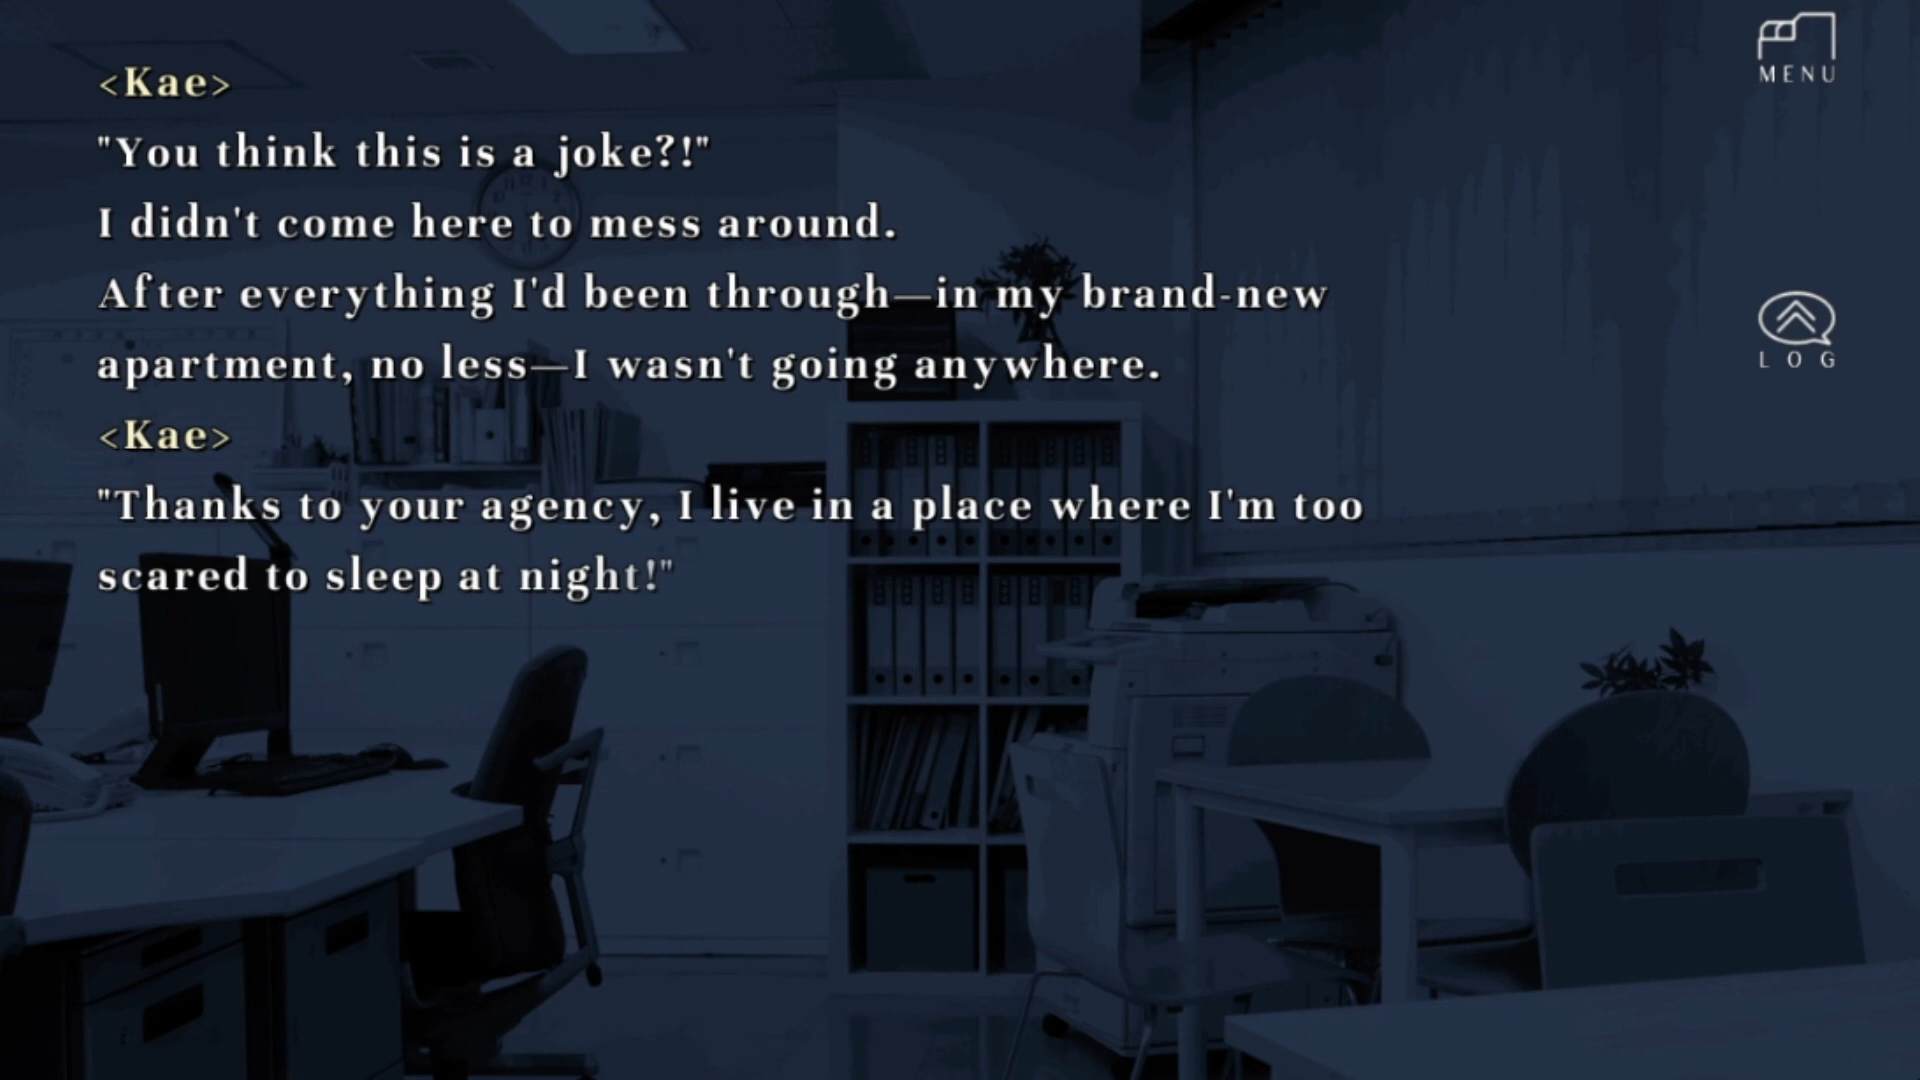 <Kae>
"You think this is a joke?!"
I didn't come here to mess around.
After everything I'd been through—in my brand-new
apartment, no less—I wasn't going anywhere.
<Kae>
"Thanks to your agency, I live in a place where I'm too
scared to sleep at night!"
MENU
LOG